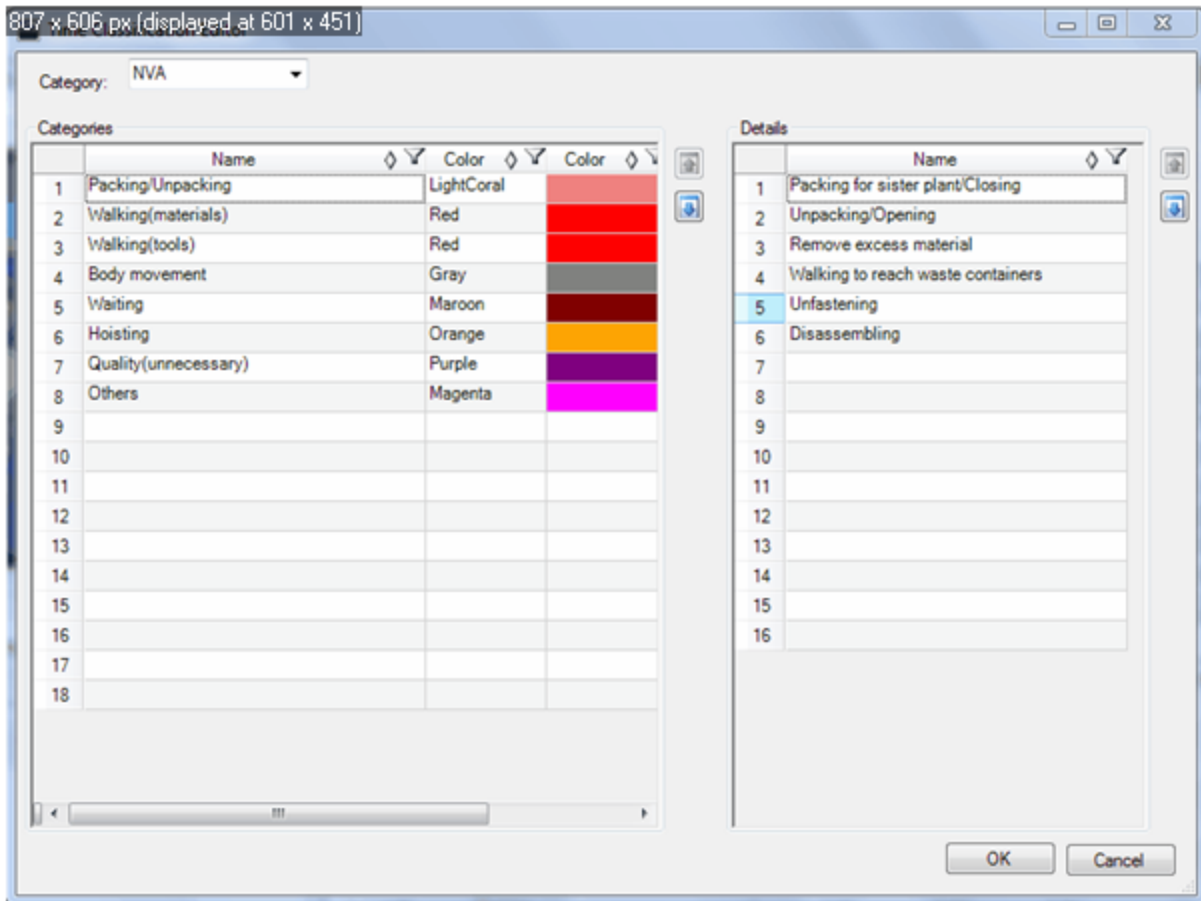 807 x 606 px (displayed at 601 x 451)
Time Classification Editor
Category: NVA
Categories
Name Color Color
1 Packing/Unpacking LightCoral
2 Walking(materials) Red
3 Walking(tools) Red
4 Body movement Gray
5 Waiting Maroon
6 Hoisting Orange
7 Quality(unnecessary) Purple
8 Others Magenta
9
10
11
12
13
14
15
16
17
18
Details
Name
1 Packing for sister plant/Closing
2 Unpacking/Opening
3 Remove excess material
4 Walking to reach waste containers
5 Unfastening
6 Disassembling
7
8
9
10
11
12
13
14
15
16
OK Cancel